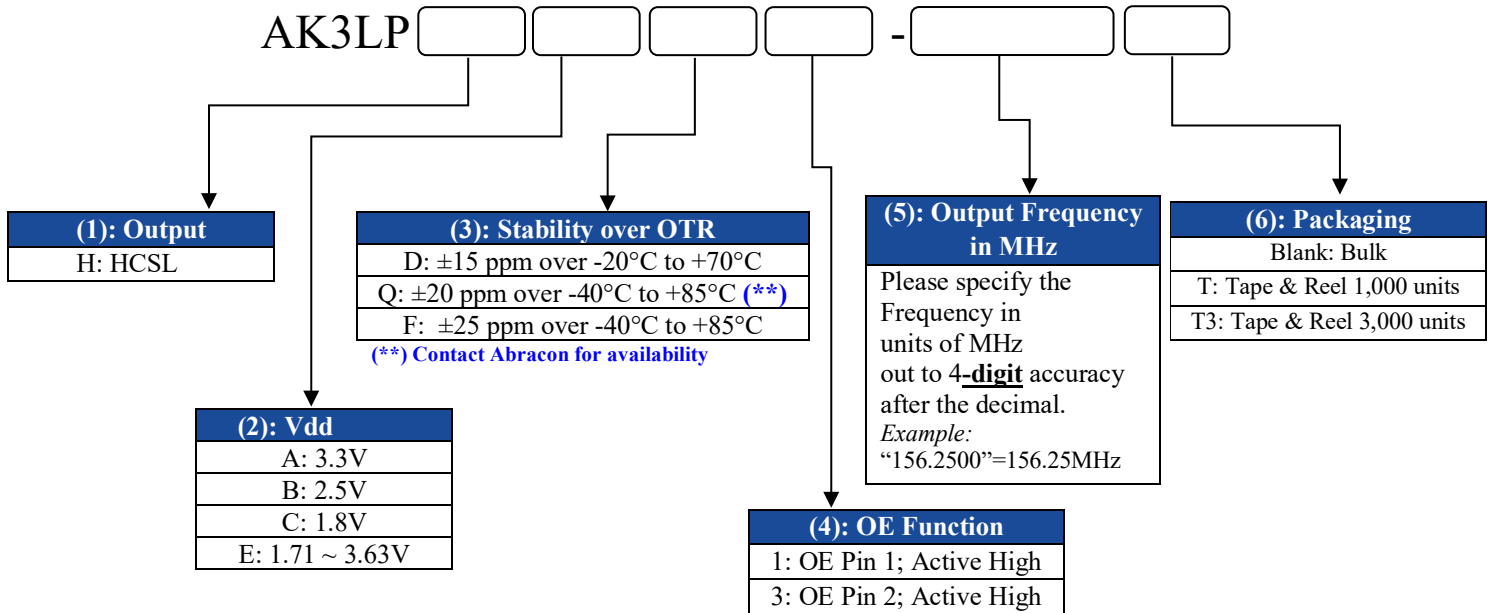 AK3LP -
(1): Output
H: HCSL
(2): Vdd
A: 3.3V
B: 2.5V
C: 1.8V
E: 1.71 ~ 3.63V
(3): Stability over OTR
D: ±15 ppm over -20°C to +70°C
Q: ±20 ppm over -40°C to +85°C (**)
F: ±25 ppm over -40°C to +85°C
(**) Contact Abracon for availability
(4): OE Function
1: OE Pin 1; Active High
3: OE Pin 2; Active High
(5): Output Frequency
in MHz
Please specify the
Frequency in
units of MHz
out to 4-digit accuracy
after the decimal.
Example:
“156.2500”=156.25MHz
(6): Packaging
Blank: Bulk
T: Tape & Reel 1,000 units
T3: Tape & Reel 3,000 units